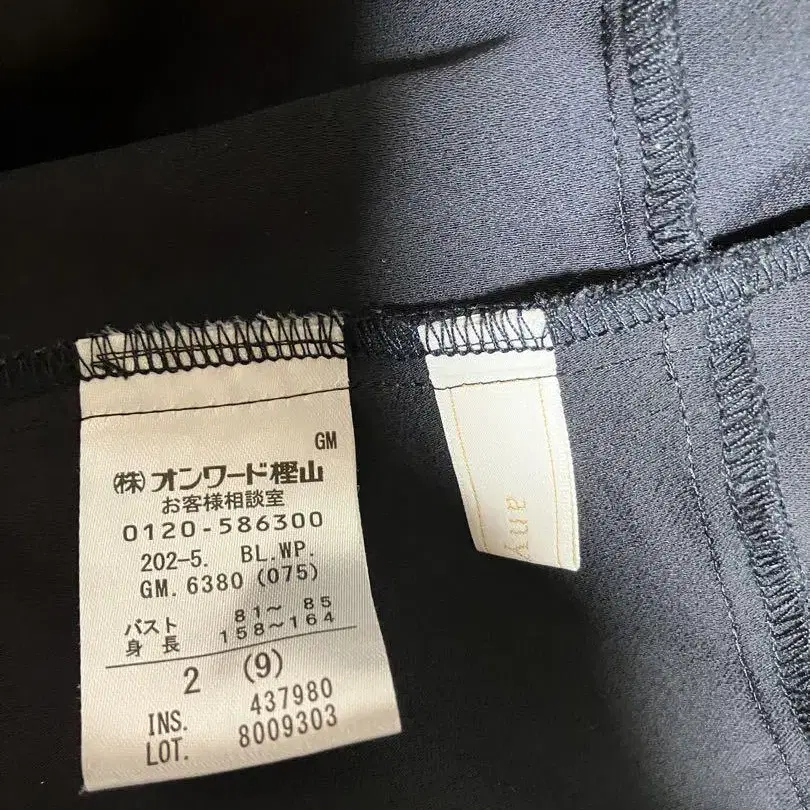 GM
㈱オンワード樫山
お客様相談室
0120-586300
202-5. BL.WP.
GM. 6380 (075)
バスト 81～ 85
身長 158～164
2 (9)
INS. 437980
LOT. 8009303
any